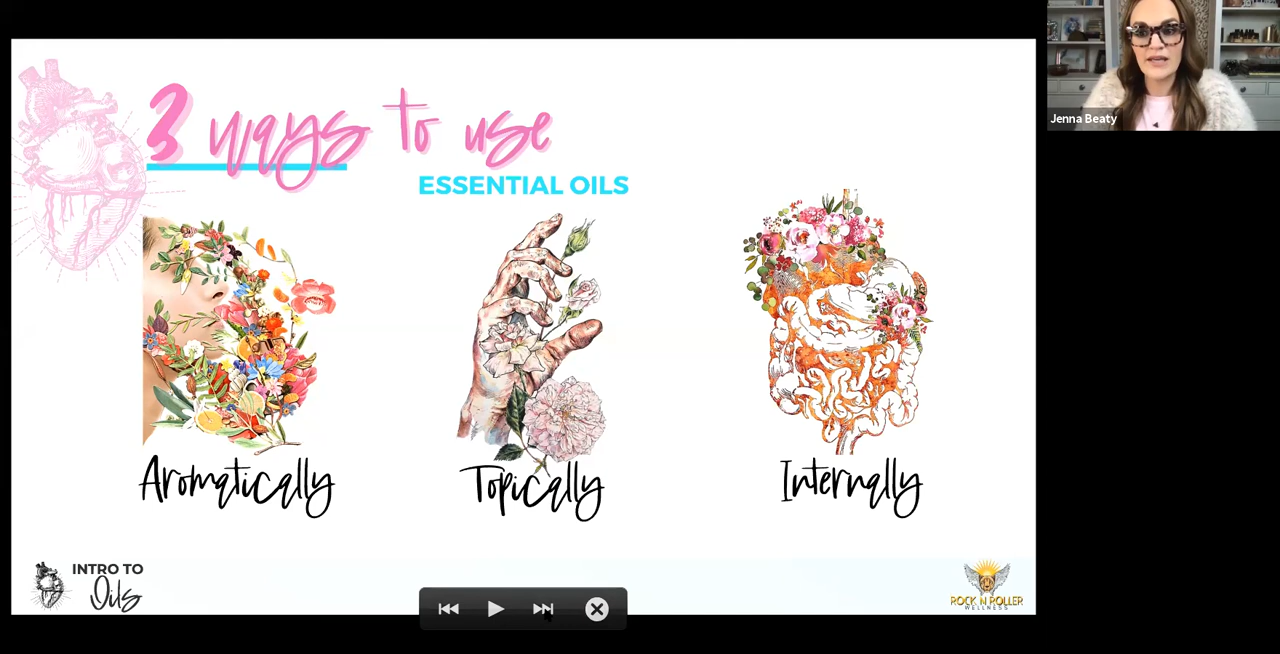 3 ways to use
ESSENTIAL OILS
Aromatically
Topically
Internally
INTRO TO
Oils
ROCK N ROLLER
WELLNESS
Jenna Beaty